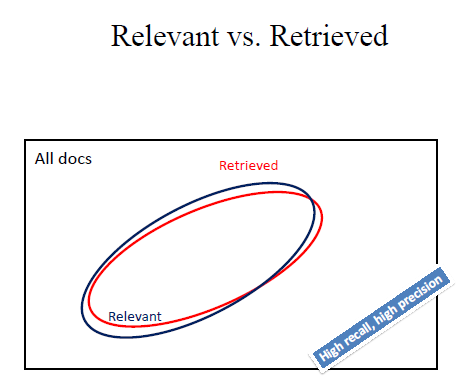 Relevant vs. Retrieved
All docs
Retrieved
Relevant
High recall, high precision